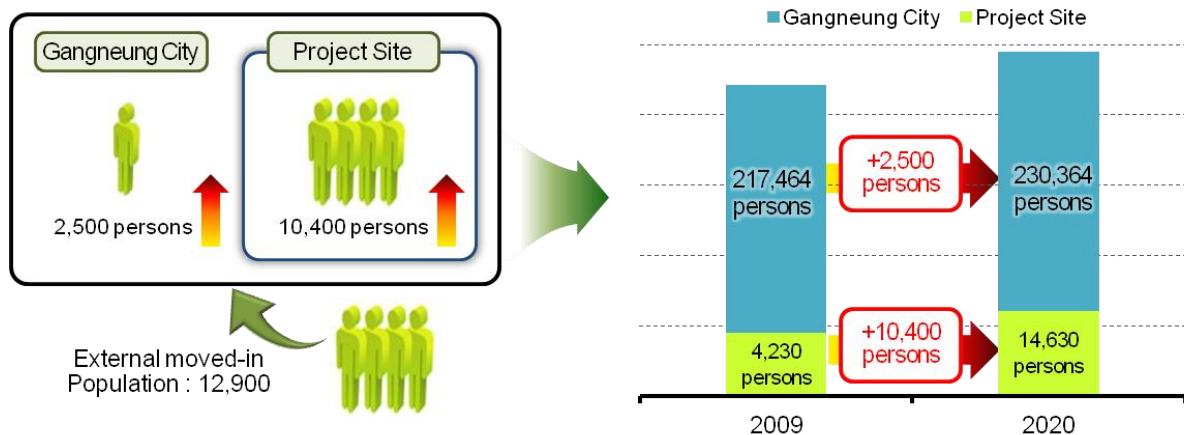 Gangneung City
Project Site
2,500 persons
10,400 persons
External moved-in
Population : 12,900
Gangneung City
Project Site
217,464
persons
+2,500
persons
230,364
persons
4,230
persons
+10,400
persons
14,630
persons
2009
2020